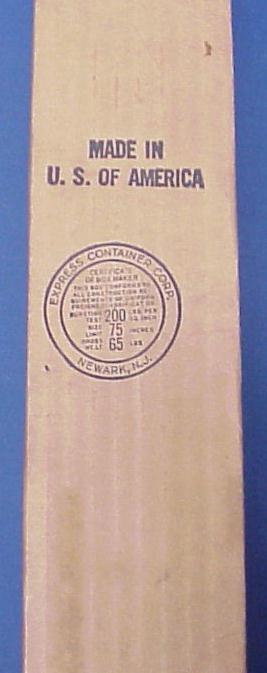 MADE IN
U. S. OF AMERICA
EXPRESS CONTAINER CORP.
CERTIFICATE
OF BOX MAKER
THIS BOX CONFORMS TO
ALL CONSTRUCTION RE-
QUIREMENTS OF UNIFORM
FREIGHT CLASSIFICATION
BURSTING TEST 200 LBS PER SQ. INCH
SIZE LIMIT 75 INCHES
GROSS WT. LT. 65 LBS
NEWARK, N.J.